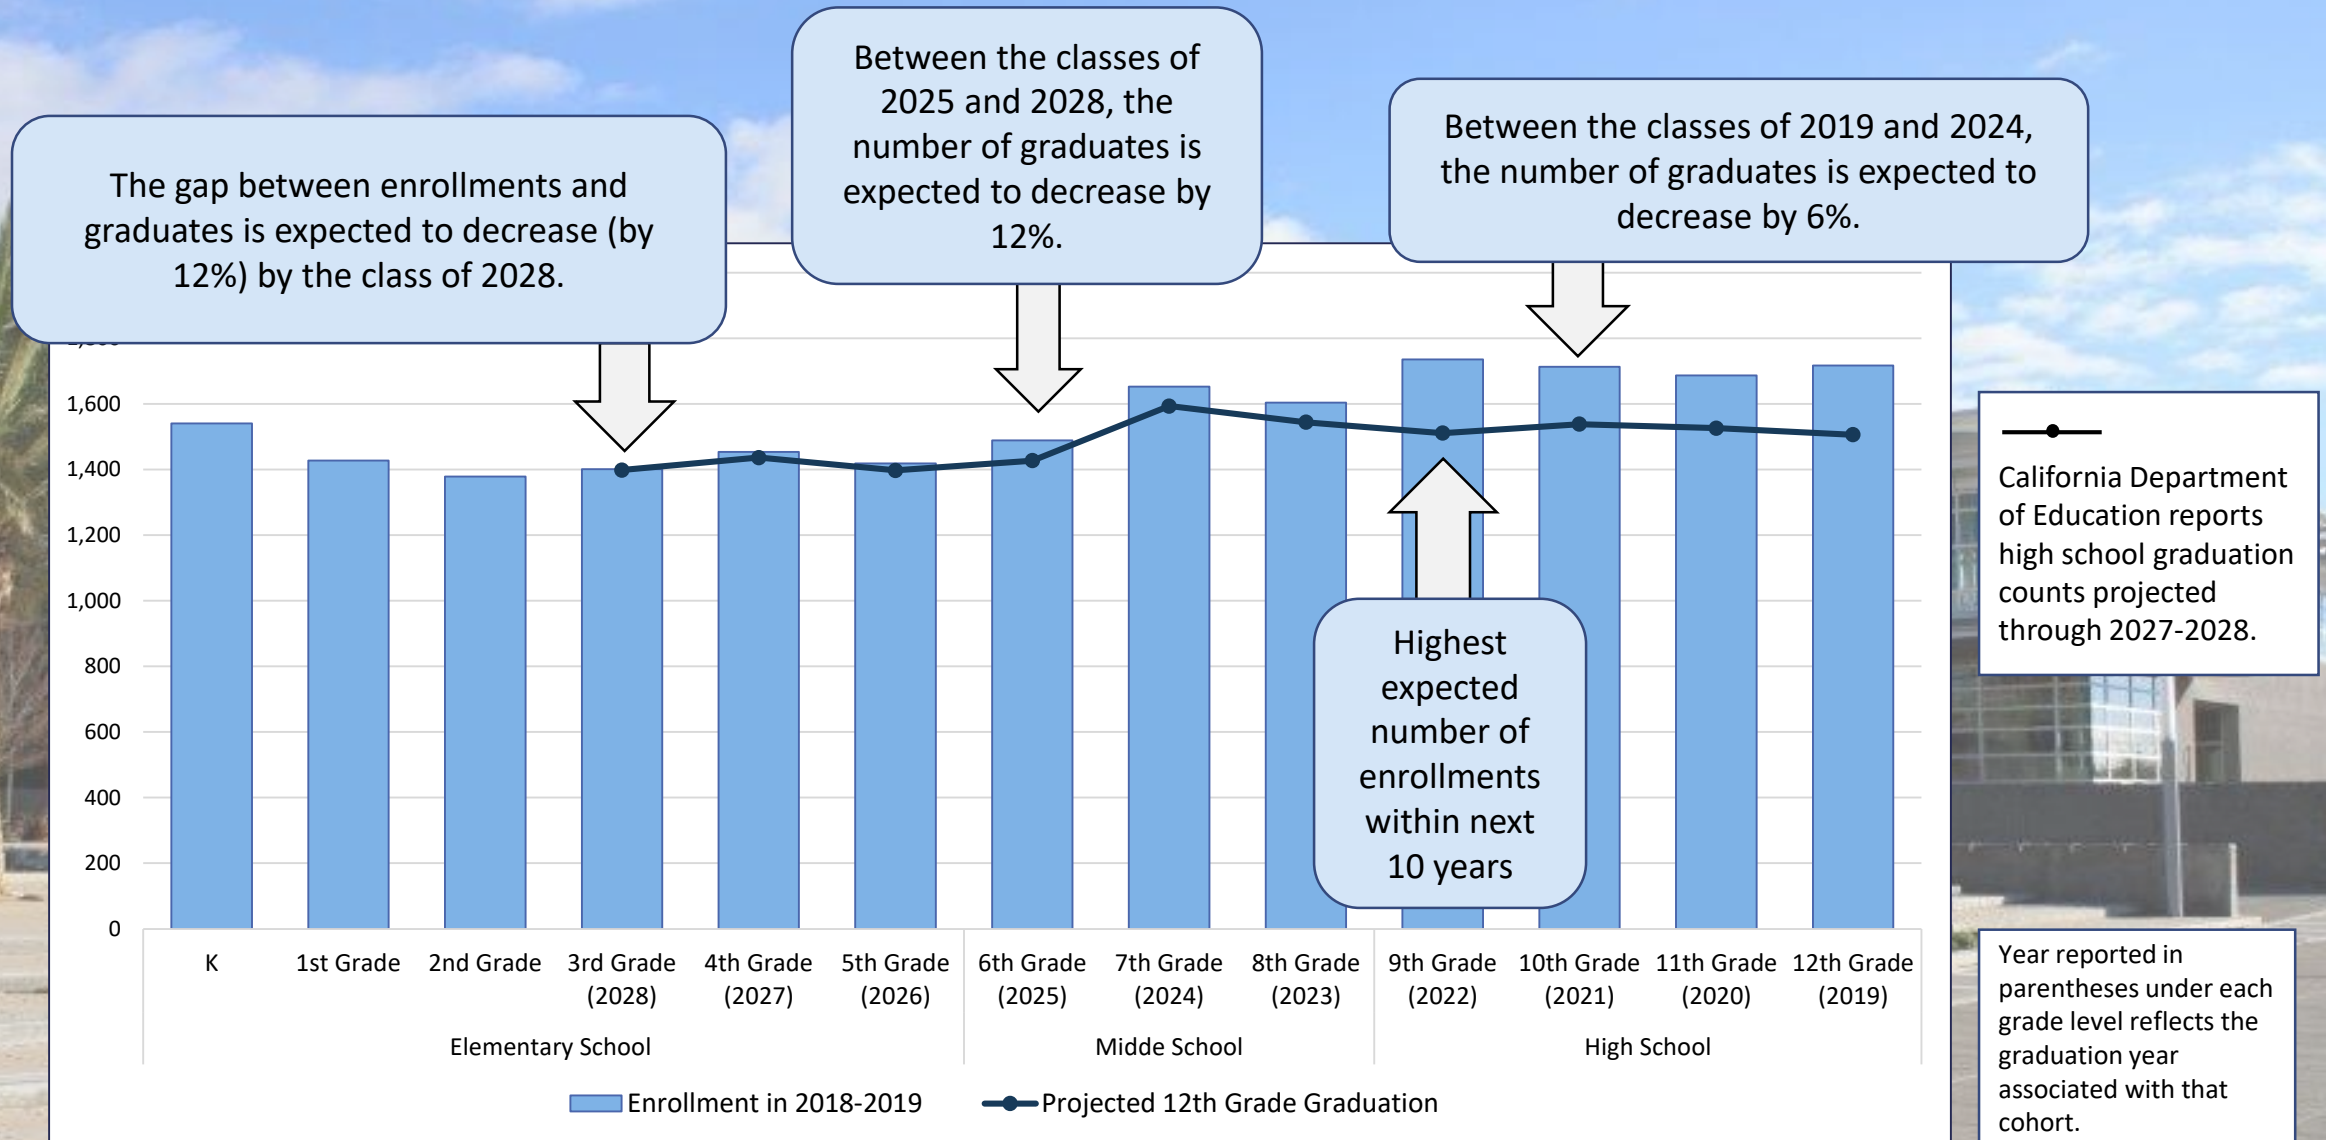 The gap between enrollments and
graduates is expected to decrease (by
12%) by the class of 2028.
Between the classes of
2025 and 2028, the
number of graduates is
expected to decrease by
12%.
Between the classes of 2019 and 2024,
the number of graduates is expected to
decrease by 6%.
1,600
1,400
1,200
1,000
800
600
400
200
0
Highest
expected
number of
enrollments
within next
10 years
K 1st Grade 2nd Grade 3rd Grade 4th Grade 5th Grade 6th Grade 7th Grade 8th Grade 9th Grade 10th Grade 11th Grade 12th Grade
(2028) (2027) (2026) (2025) (2024) (2023) (2022) (2021) (2020) (2019)
Elementary School Midde School High School
Enrollment in 2018-2019 Projected 12th Grade Graduation
California Department
of Education reports
high school graduation
counts projected
through 2027-2028.
Year reported in
parentheses under each
grade level reflects the
graduation year
associated with that
cohort.